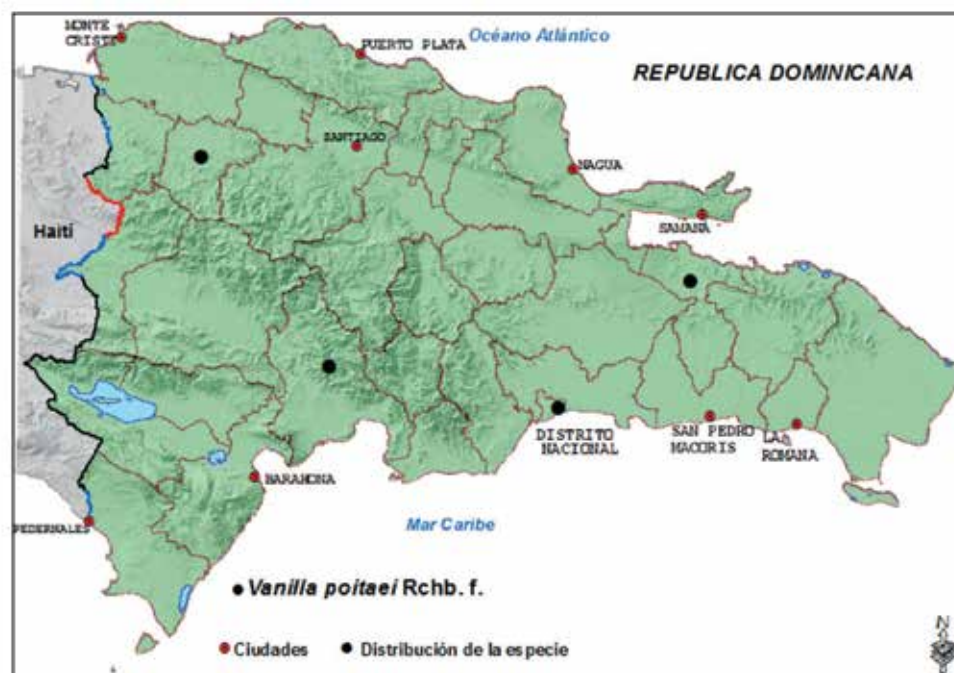 MONTE
CRISTI
PUERTO PLATA
Océano Atlántico
REPUBLICA DOMINICANA
SANTIAGO
NAGUA
SAMANA
Haití
DISTRITO
NACIONAL
SAN PEDRO
MACORIS
LA
ROMANA
BARAHONA
PEDERNALES
Mar Caribe
Vanilla poitaei Rchb. f.
Ciudades
Distribución de la especie
N